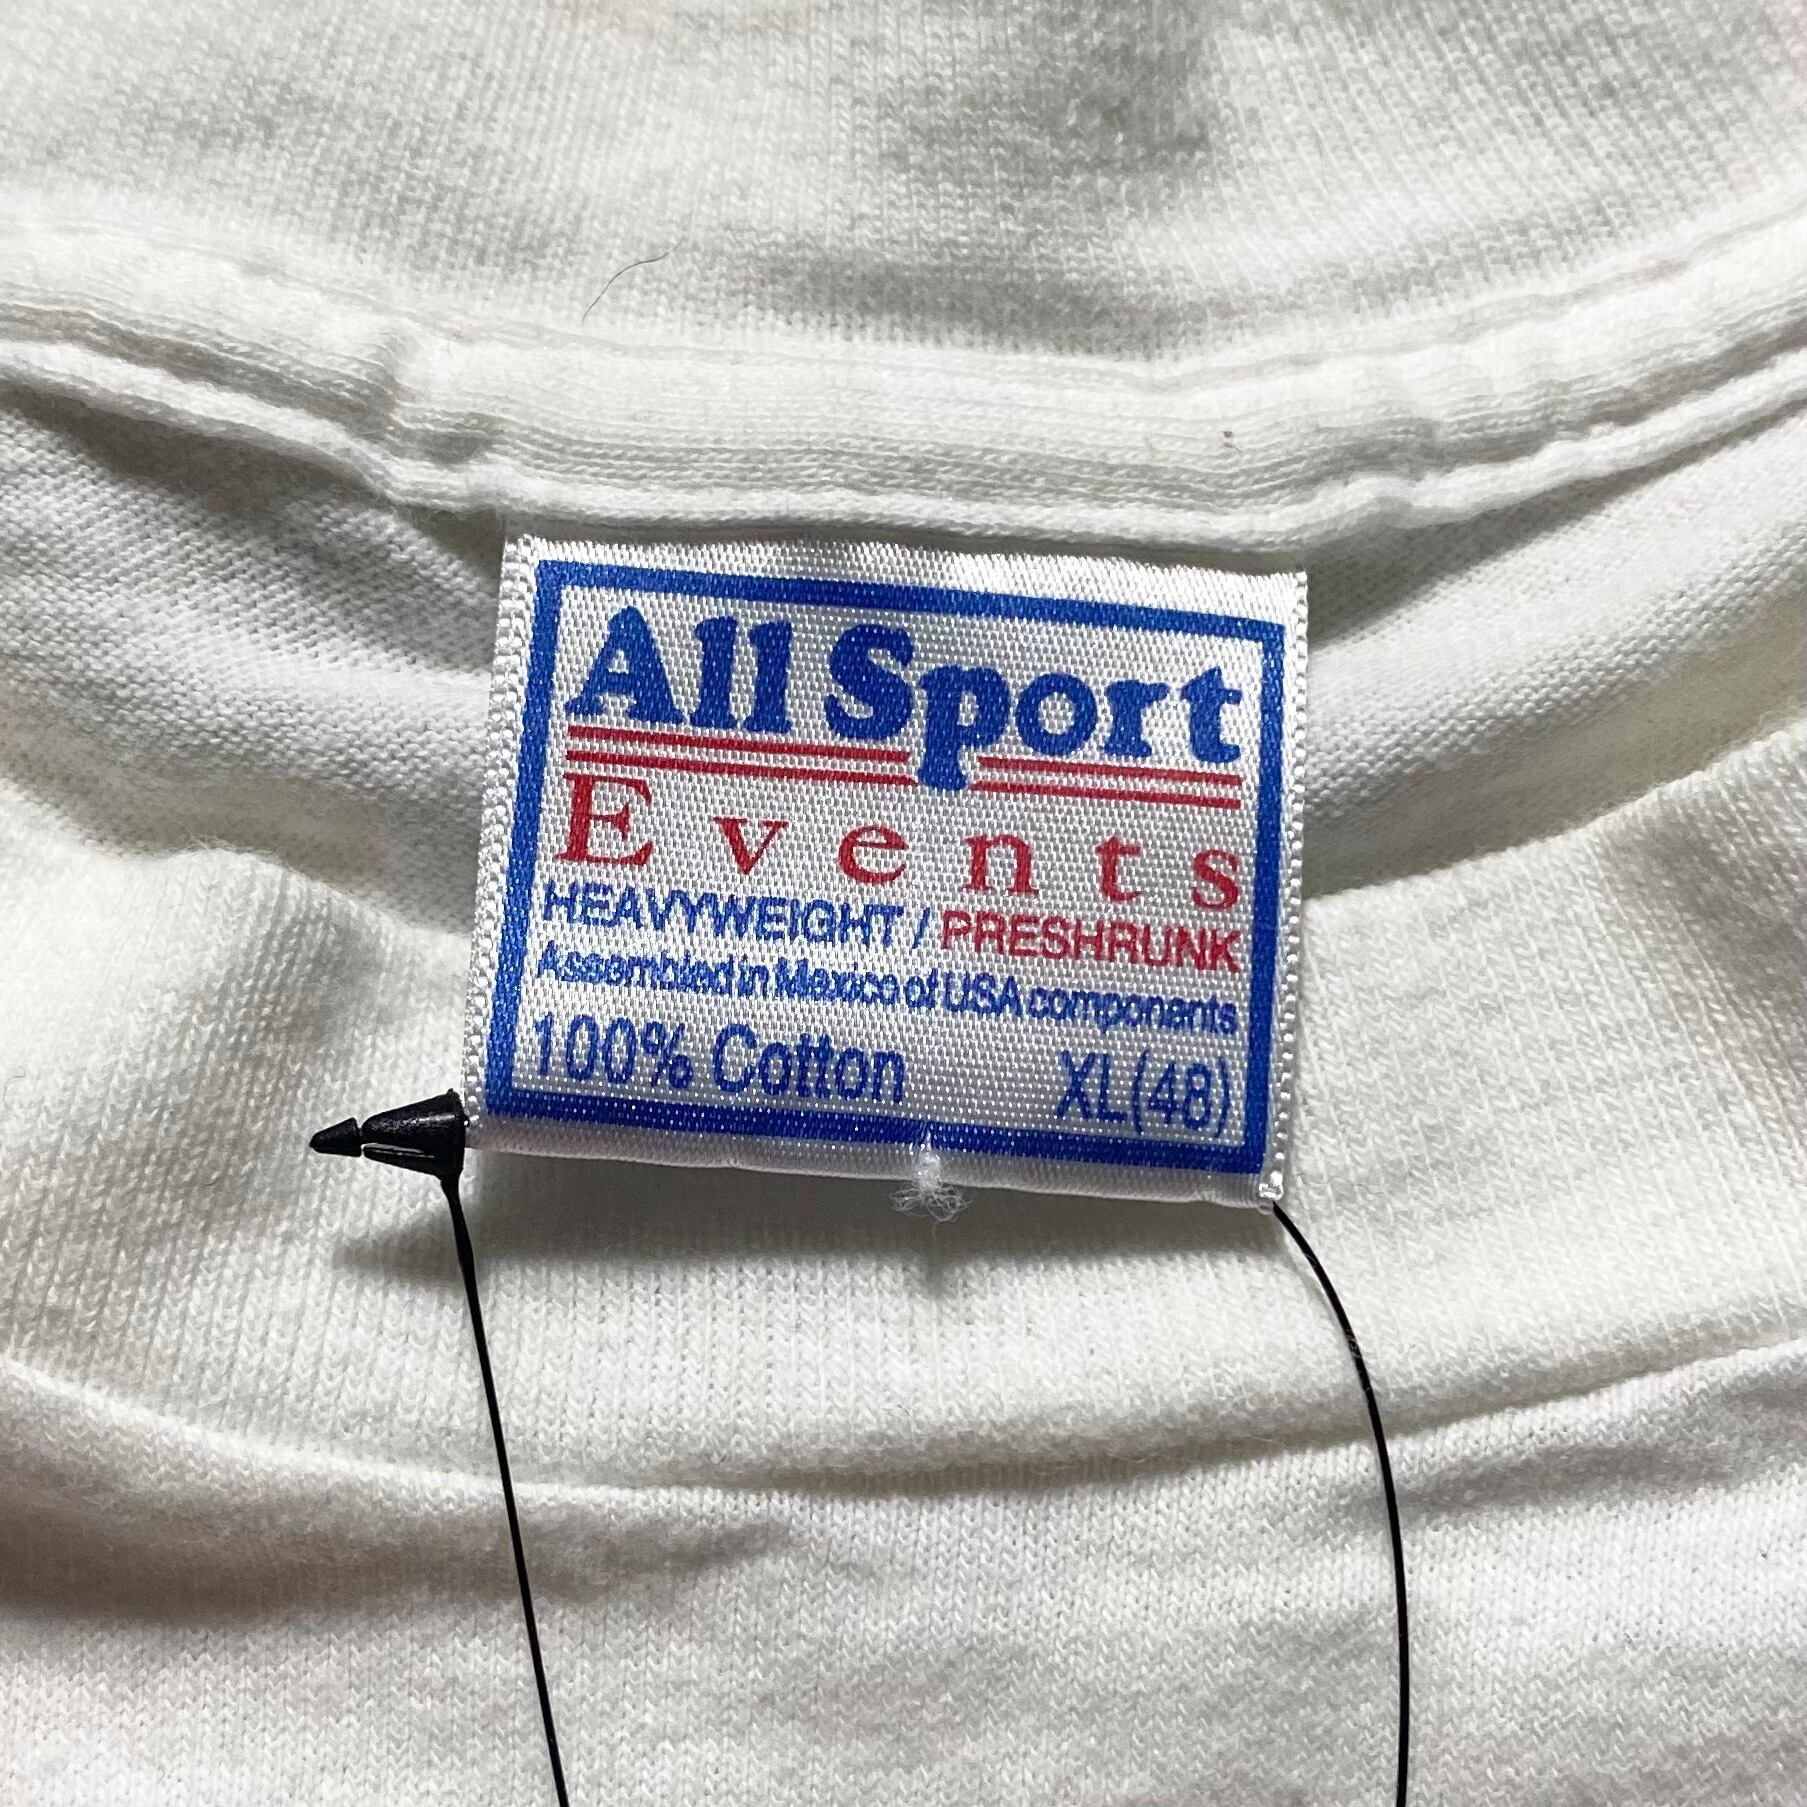 All Sport
Events
HEAVYWEIGHT / PRESHRUNK
Assembled in Mexico of USA components
100% Cotton XL(48)